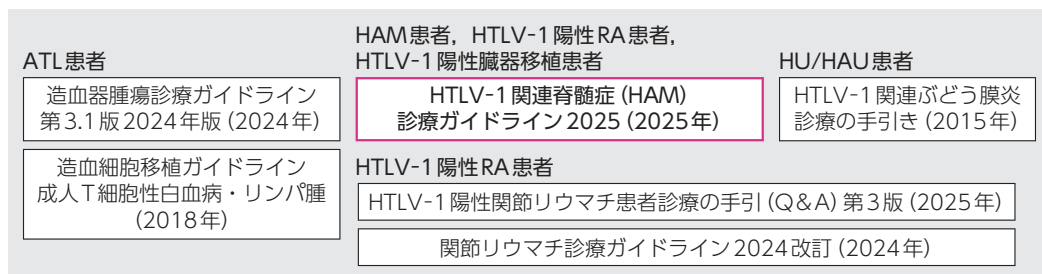 ATL患者
造血器腫瘍診療ガイドライン
第3.1版2024年版（2024年）
造血細胞移植ガイドライン
成人T細胞性白血病・リンパ腫
（2018年）
HAM患者，HTLV-1陽性RA患者，
HTLV-1陽性臓器移植患者
HTLV-1関連脊髄症（HAM）
診療ガイドライン2025（2025年）
HU/HAU患者
HTLV-1関連ぶどう膜炎
診療の手引き（2015年）
HTLV-1陽性RA患者
HTLV-1陽性関節リウマチ患者診療の手引（Q＆A）第3版（2025年）
関節リウマチ診療ガイドライン2024改訂（2024年）